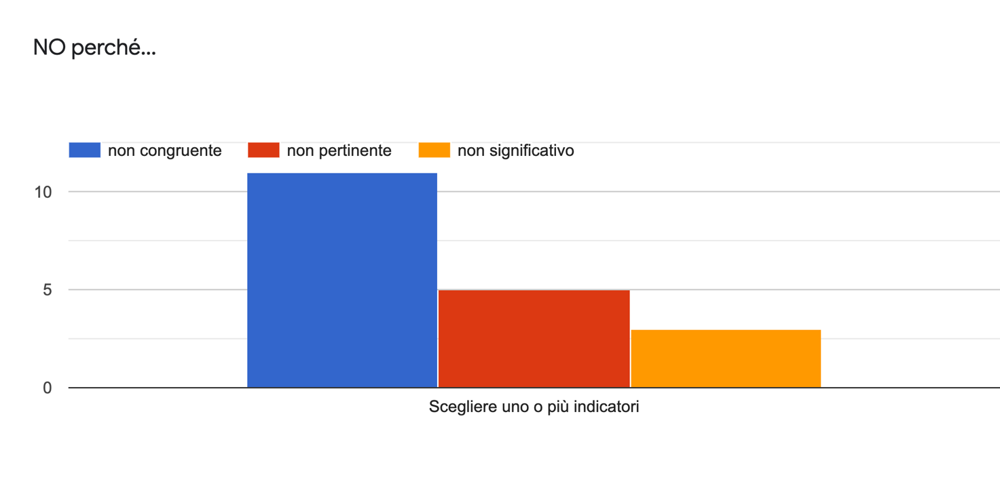 NO perché...
non congruente non pertinente non significativo
10
5
0
Scegliere uno o più indicatori